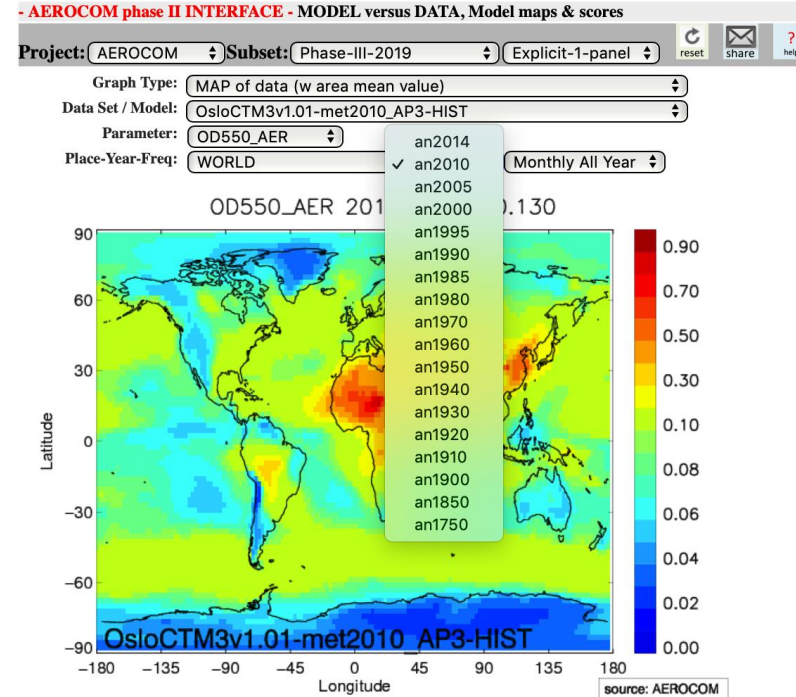 - AEROCOM phase II INTERFACE - MODEL versus DATA, Model maps & scores
Project: AEROCOM Subset: Phase-III-2019 Explicit-1-panel reset share ? help
Graph Type: MAP of data (w area mean value)
Data Set / Model: OsloCTM3v1.01-met2010_AP3-HIST
Parameter: OD550_AER
Place-Year-Freq: WORLD Monthly All Year
an2014
✓ an2010
an2005
an2000
an1995
an1990
an1985
an1980
an1970
an1960
an1950
an1940
an1930
an1920
an1910
an1900
an1850
an1750
OD550_AER 201 0.130
90
60
30
0
−30
−60
−90
Latitude
−180 −135 −90 −45 0 45 90 135 180
Longitude
OsloCTM3v1.01-met2010_AP3-HIST
0.90
0.70
0.50
0.30
0.10
0.08
0.06
0.04
0.02
0.00
source: AEROCOM